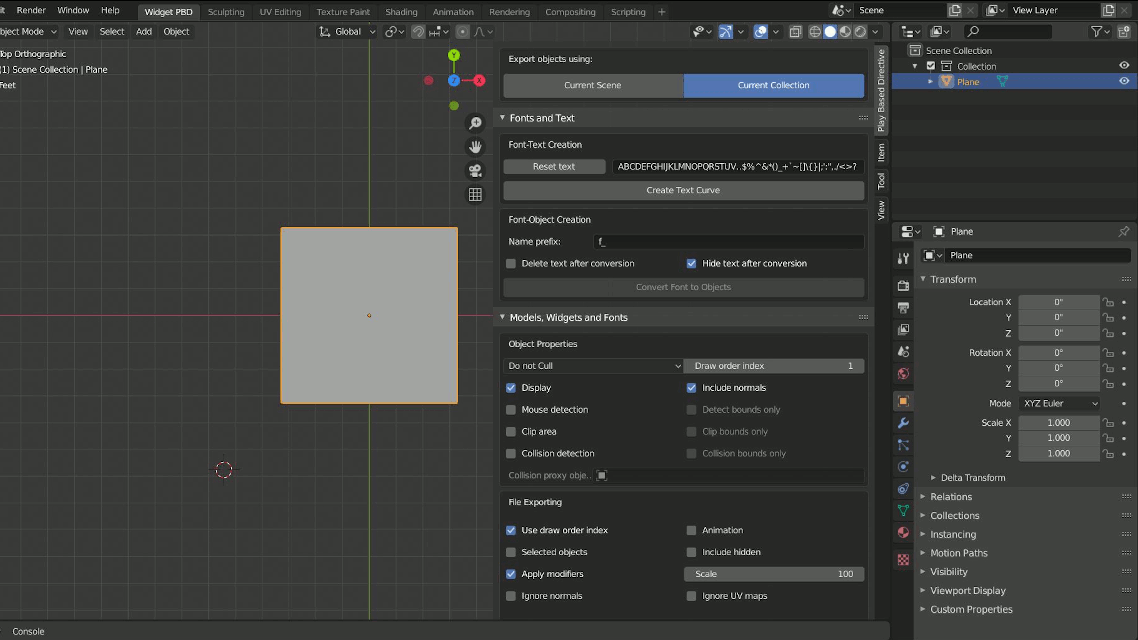 Render Window Help Widget PBD Sculpting UV Editing Texture Paint Shading Animation Rendering Compositing Scripting + Scene View Layer
ject Mode View Select Add Object Global
op Orthographic
(1) Scene Collection | Plane
Feet
Y
Z
X
Export objects using:
Current Scene Current Collection
Fonts and Text
Font-Text Creation
Reset text ABCDEFGHIJKLMNOPQRSTUV..$%^&*()_+`~[]\{}|;':",./<>?
Create Text Curve
Font-Object Creation
Name prefix: f_
Delete text after conversion Hide text after conversion
Convert Font to Objects
Models, Widgets and Fonts
Object Properties
Do not Cull Draw order index 1
Display Include normals
Mouse detection Detect bounds only
Clip area Clip bounds only
Collision detection Collision bounds only
Collision proxy obje..
File Exporting
Use draw order index Animation
Selected objects Include hidden
Apply modifiers Scale 100
Ignore normals Ignore UV maps
Play Based Directive
Item
Tool
View
Scene Collection
Collection
Plane
Plane
Plane
Transform
Location X 0"
Y 0"
Z 0"
Rotation X 0°
Y 0°
Z 0°
Mode XYZ Euler
Scale X 1.000
Y 1.000
Z 1.000
Delta Transform
Relations
Collections
Instancing
Motion Paths
Visibility
Viewport Display
Custom Properties
Console